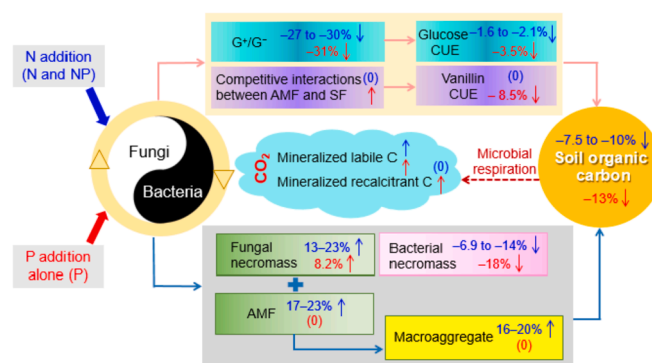 N addition
(N and NP)
P addition
alone (P)
Fungi
Bacteria
G⁺/G⁻
−27 to −30% ↓
−31% ↓
Glucose
CUE
−1.6 to −2.1% ↓
−3.5% ↓
Competitive interactions
between AMF and SF
(0)
↑
Vanillin
CUE
(0)
− 8.5% ↓
CO₂
Mineralized labile C ↑ ↑
Mineralized recalcitrant C (0) ↑
Microbial
respiration
−7.5 to −10% ↓
Soil organic
carbon
−13% ↓
Fungal
necromass
13−23% ↑
8.2% ↑
Bacterial
necromass
−6.9 to −14% ↓
−18% ↓
+
AMF
17−23% ↑
(0)
Macroaggregate
16−20% ↑
(0)